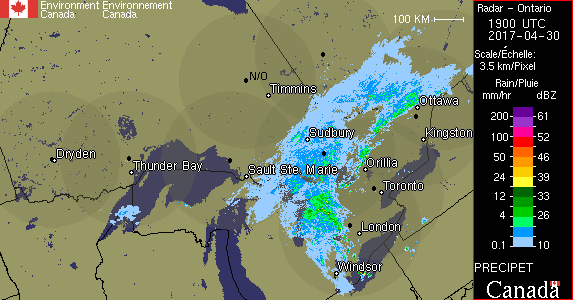 Environment Environnement
Canada Canada
100 KM
N/O
Timmins
Ottawa
Sudbury
Kingston
Dryden
Thunder Bay
Sault Ste. Marie
Orillia
Toronto
London
Windsor
Radar - Ontario
1900 UTC
2017-04-30
Scale/Échelle:
3.5 km/Pixel
Rain/Pluie
mm/hr dBZ
200 61
100 52
50 46
24 39
12 33
4 26
0.1 10
PRECIPET
Canada